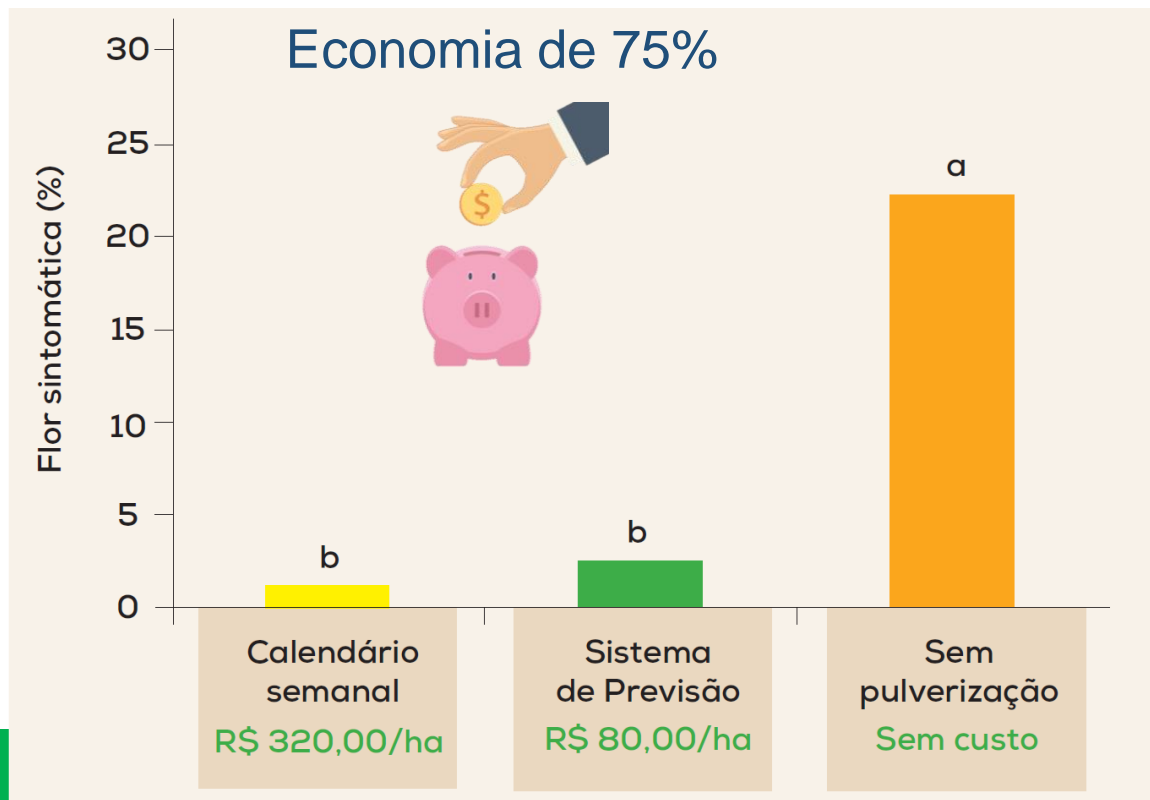 Economia de 75%
Flor sintomática (%)
30
25
20
15
10
5
0
$
b
b
a
Calendário
semanal
R$ 320,00/ha
Sistema
de Previsão
R$ 80,00/ha
Sem
pulverização
Sem custo